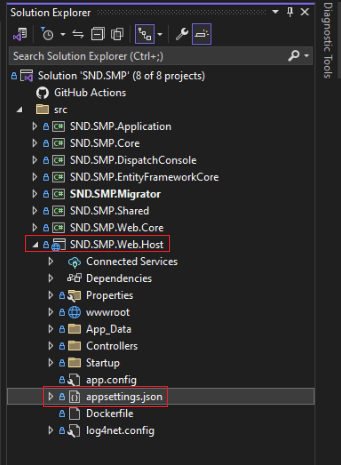 Solution Explorer
Search Solution Explorer (Ctrl+;)
Solution 'SND.SMP' (8 of 8 projects)
GitHub Actions
src
C# SND.SMP.Application
C# SND.SMP.Core
C# SND.SMP.DispatchConsole
C# SND.SMP.EntityFrameworkCore
C# SND.SMP.Migrator
C# SND.SMP.Shared
C# SND.SMP.Web.Core
SND.SMP.Web.Host
Connected Services
Dependencies
Properties
wwwroot
App_Data
Controllers
Startup
app.config
appsettings.json
Dockerfile
log4net.config
Diagnostic Tools